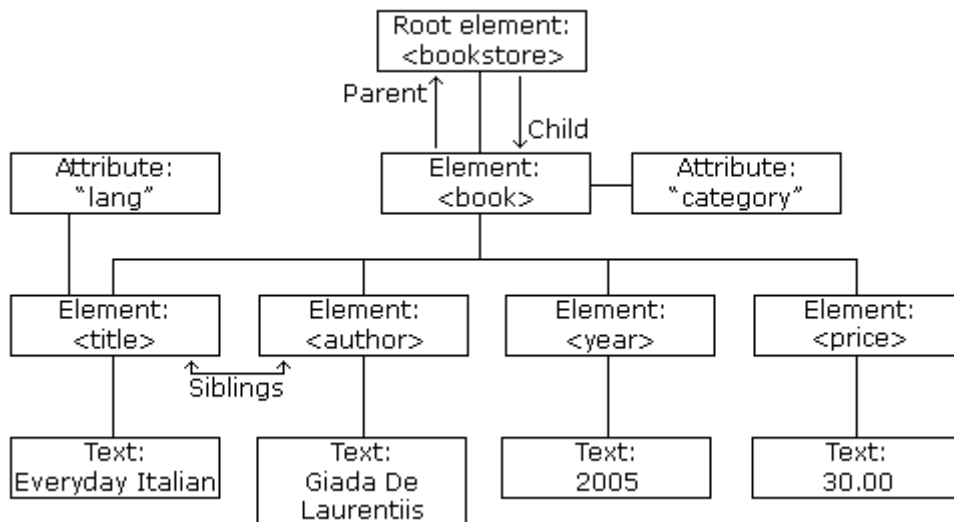 Root element:
<bookstore>
Parent
Child
Attribute:
“lang”
Element:
<book>
Attribute:
“category”
Element:
<title>
Element:
<author>
Element:
<year>
Element:
<price>
Siblings
Text:
Everyday Italian
Text:
Giada De
Laurentiis
Text:
2005
Text:
30.00